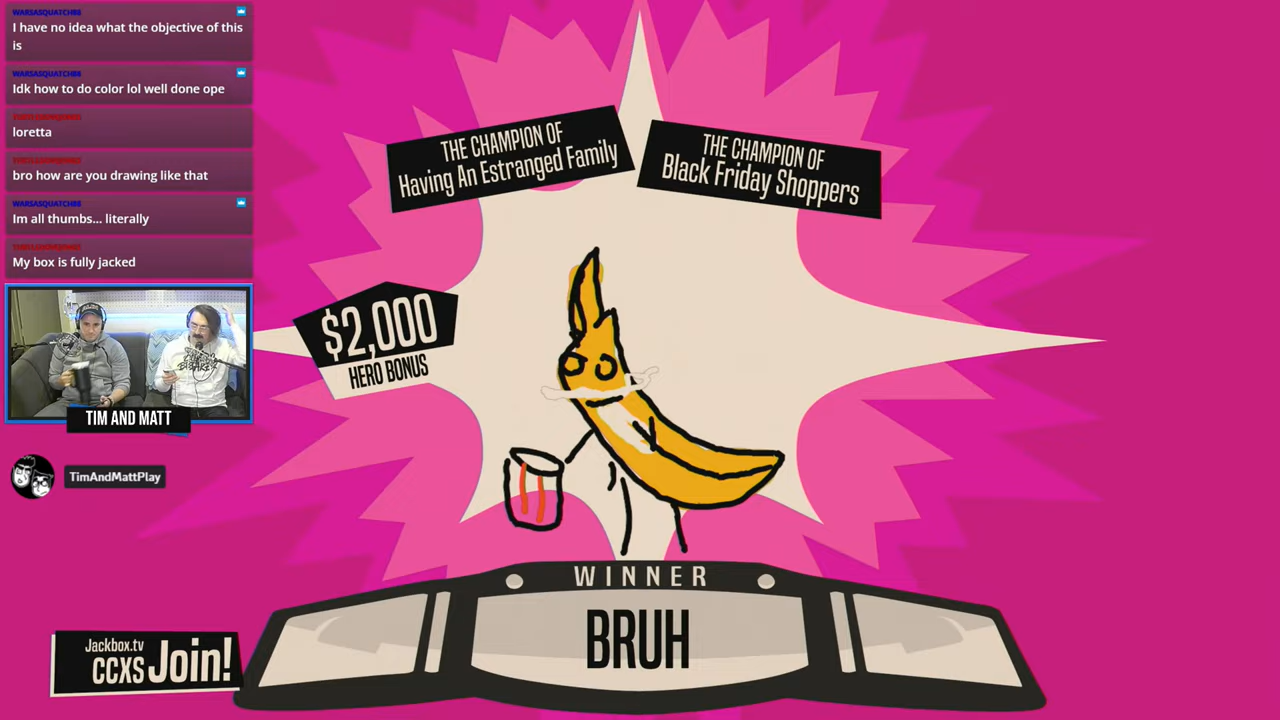 WARSASQUATCH86
I have no idea what the objective of this
is
WARSASQUATCH86
Idk how to do color lol well done ope
loretta
bro how are you drawing like that
WARSASQUATCH86
Im all thumbs... literally
My box is fully jacked
TIM AND MATT
TimAndMattPlay
THE CHAMPION OF
Having An Estranged Family
THE CHAMPION OF
Black Friday Shoppers
$2,000
HERO BONUS
WINNER
BRUH
Jackbox.tv
CCXS Join!